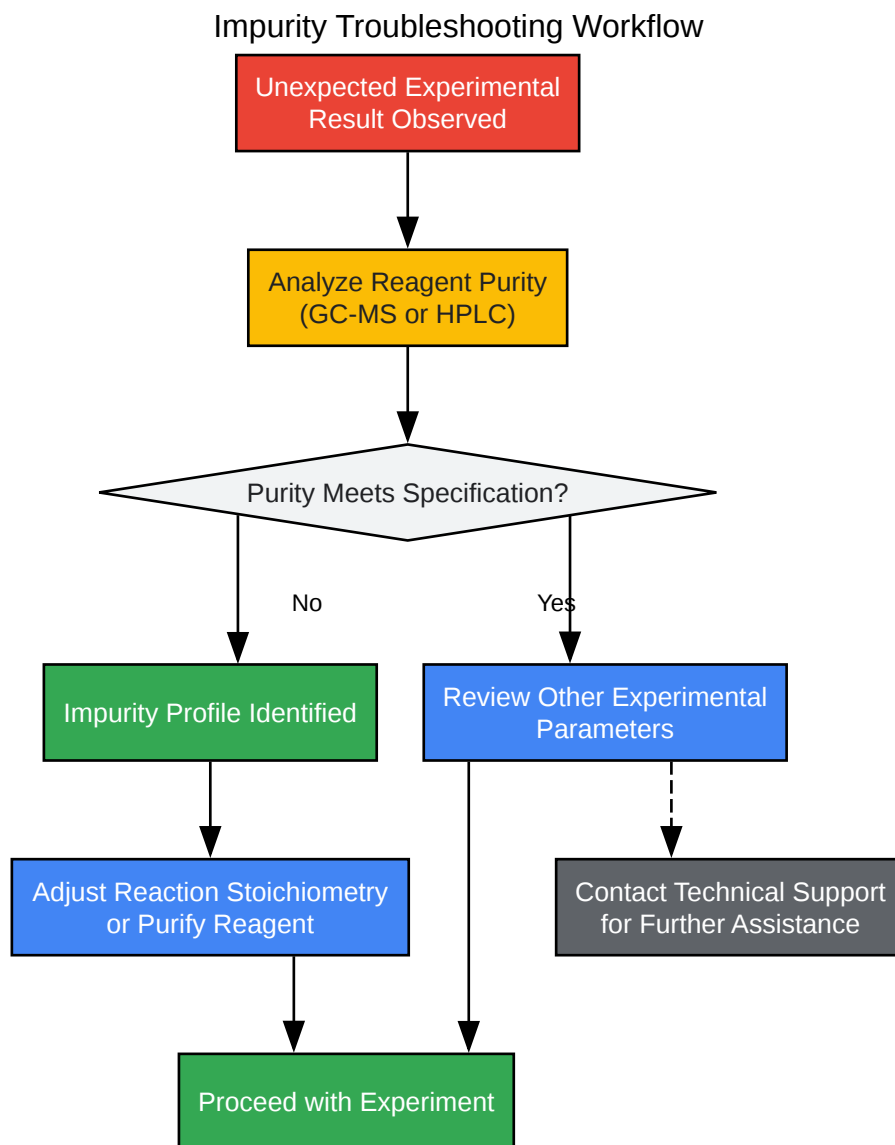 Impurity Troubleshooting Workflow
Unexpected Experimental
Result Observed
Analyze Reagent Purity
(GC-MS or HPLC)
Purity Meets Specification?
No
Yes
Impurity Profile Identified
Review Other Experimental
Parameters
Adjust Reaction Stoichiometry
or Purify Reagent
Contact Technical Support
for Further Assistance
Proceed with Experiment